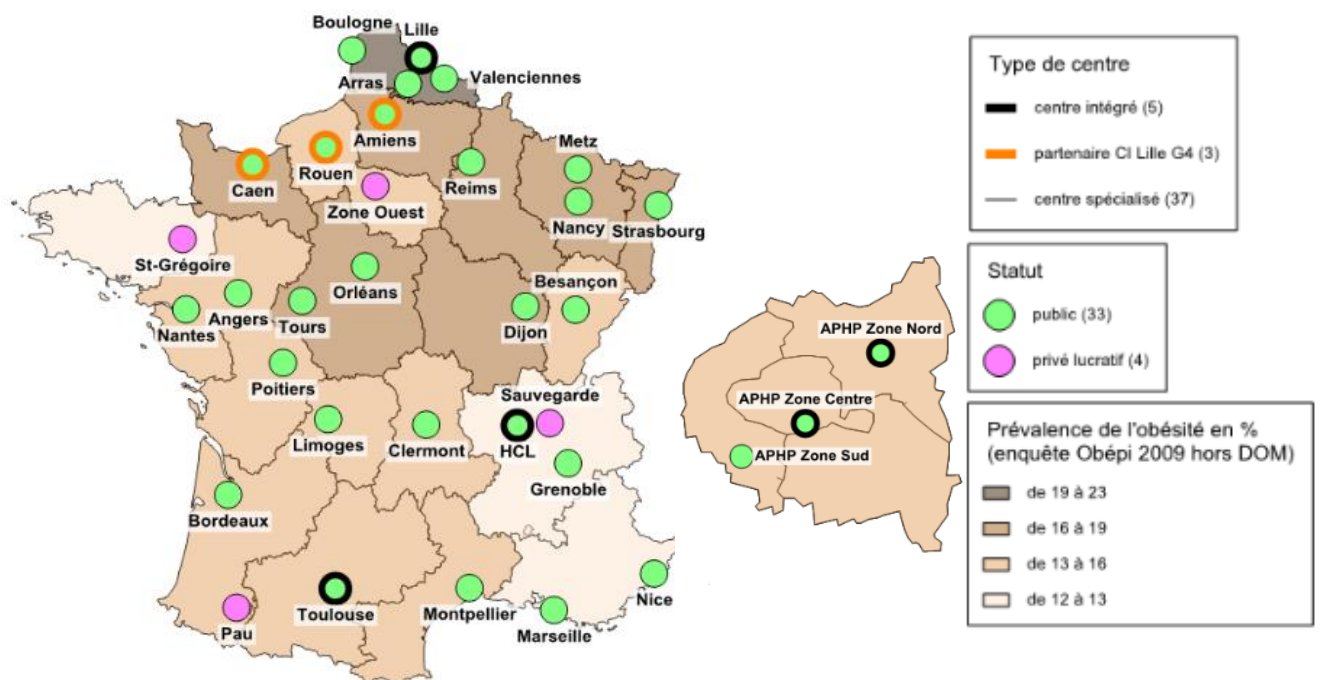 Boulogne
Lille
Arras
Valenciennes
Amiens
Rouen
Caen
Reims
Metz
Zone Ouest
Nancy
Strasbourg
St-Grégoire
Orléans
Besançon
Nantes
Angers
Tours
Dijon
Poitiers
Sauvegarde
Limoges
Clermont
HCL
Grenoble
Bordeaux
Pau
Toulouse
Montpellier
Marseille
Nice
APHP Zone Nord
APHP Zone Centre
APHP Zone Sud
Type de centre
centre intégré (5)
partenaire CI Lille G4 (3)
centre spécialisé (37)
Statut
public (33)
privé lucratif (4)
Prévalence de l'obésité en %
(enquête Obépi 2009 hors DOM)
de 19 à 23
de 16 à 19
de 13 à 16
de 12 à 13